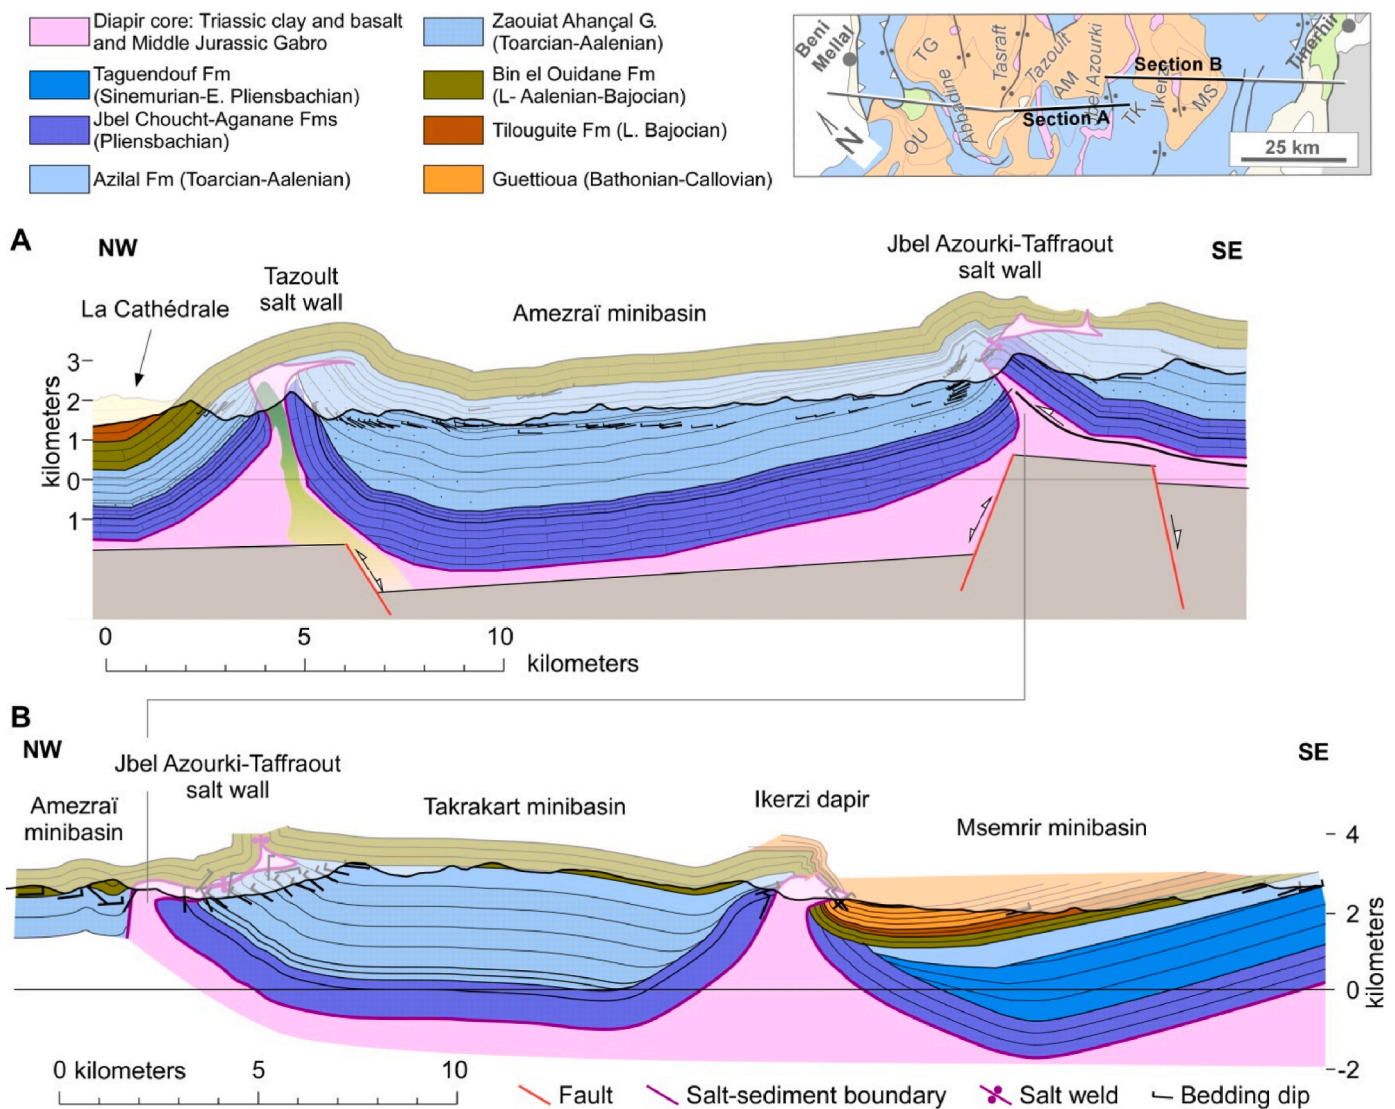 Diapir core: Triassic clay and basalt
and Middle Jurassic Gabro
Taguendouf Fm
(Sinemurian-E. Pliensbachian)
Jbel Choucht-Aganane Fms
(Pliensbachian)
Azilal Fm (Toarcian-Aalenian)
Zaouiat Ahançal G.
(Toarcian-Aalenian)
Bin el Ouidane Fm
(L- Aalenian-Bajocian)
Tilouguite Fm (L. Bajocian)
Guettioua (Bathonian-Callovian)
Beni
Mellal
TG
Tasraft
Tazoult
AM
Jbel Azourki
Section B
Tinerhir
Abbadine
OU
Section A
TK
Ikerzi
MS
N
25 km
A
NW
La Cathédrale
Tazoult
salt wall
Amezraï minibasin
Jbel Azourki-Taffraout
salt wall
SE
3
2
1
0
1
kilometers
0 5 10
kilometers
B
NW
Amezraï
minibasin
Jbel Azourki-Taffraout
salt wall
Takrakart minibasin
Ikerzi dapir
Msemrir minibasin
SE
4
2
0
-2
kilometers
0 kilometers 5 10
Fault
Salt-sediment boundary
Salt weld
Bedding dip